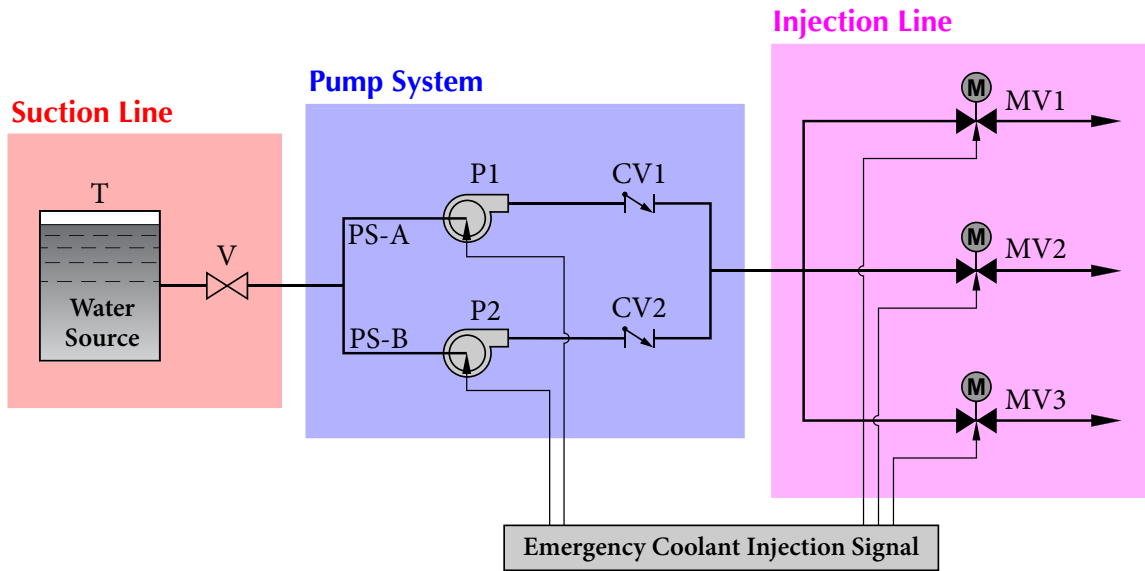 Injection Line
Pump System
Suction Line
M
MV1
P1
CV1
T
PS-A
V
M
MV2
Water
Source
P2
CV2
PS-B
M
MV3
Emergency Coolant Injection Signal